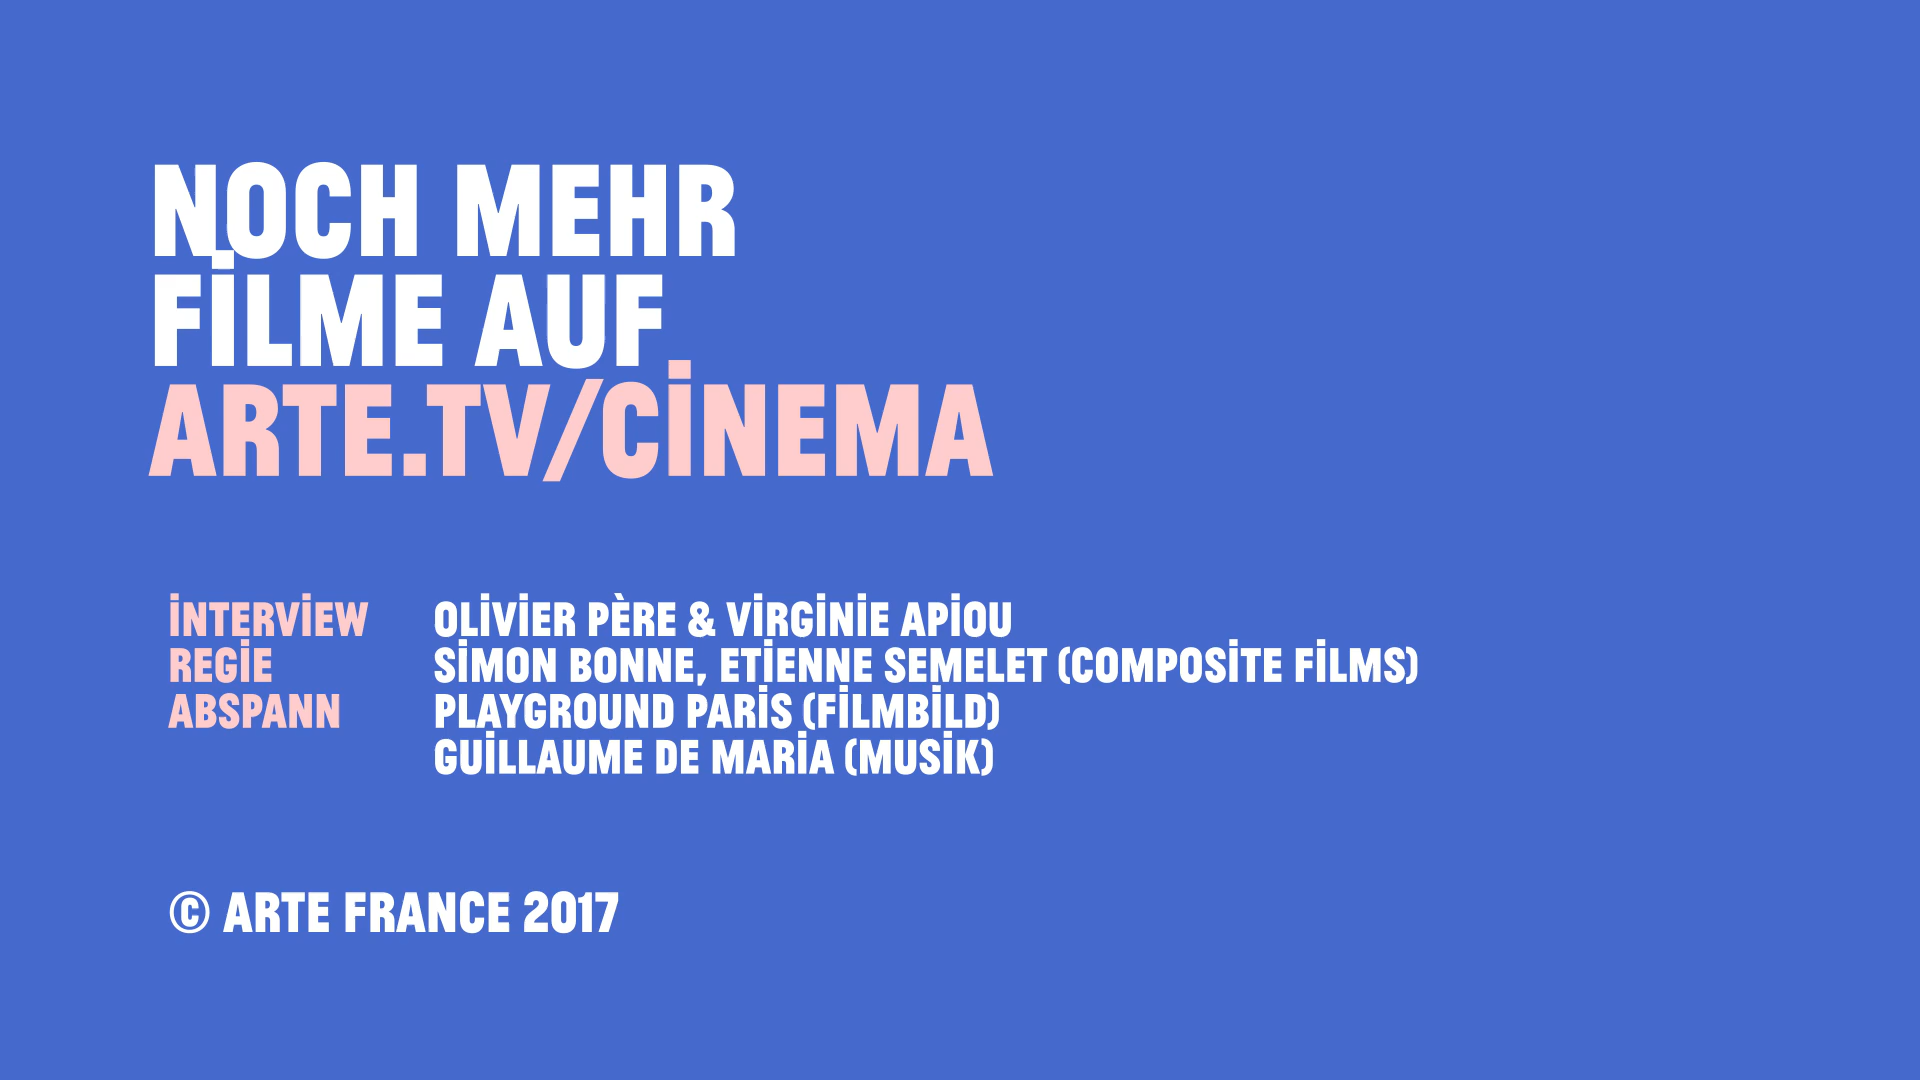 NOCH MEHR
FİLME AUF
ARTE.TV/CİNEMA
İNTERVİEW OLİVİER PÈRE & VİRGİNİE APİOU
REGİE SİMON BONNE, ETİENNE SEMELET (COMPOSİTE FİLMS)
ABSPANN PLAYGROUND PARİS (FİLMBİLD)
GUİLLAUME DE MARİA (MUSİK)
© ARTE FRANCE 2017